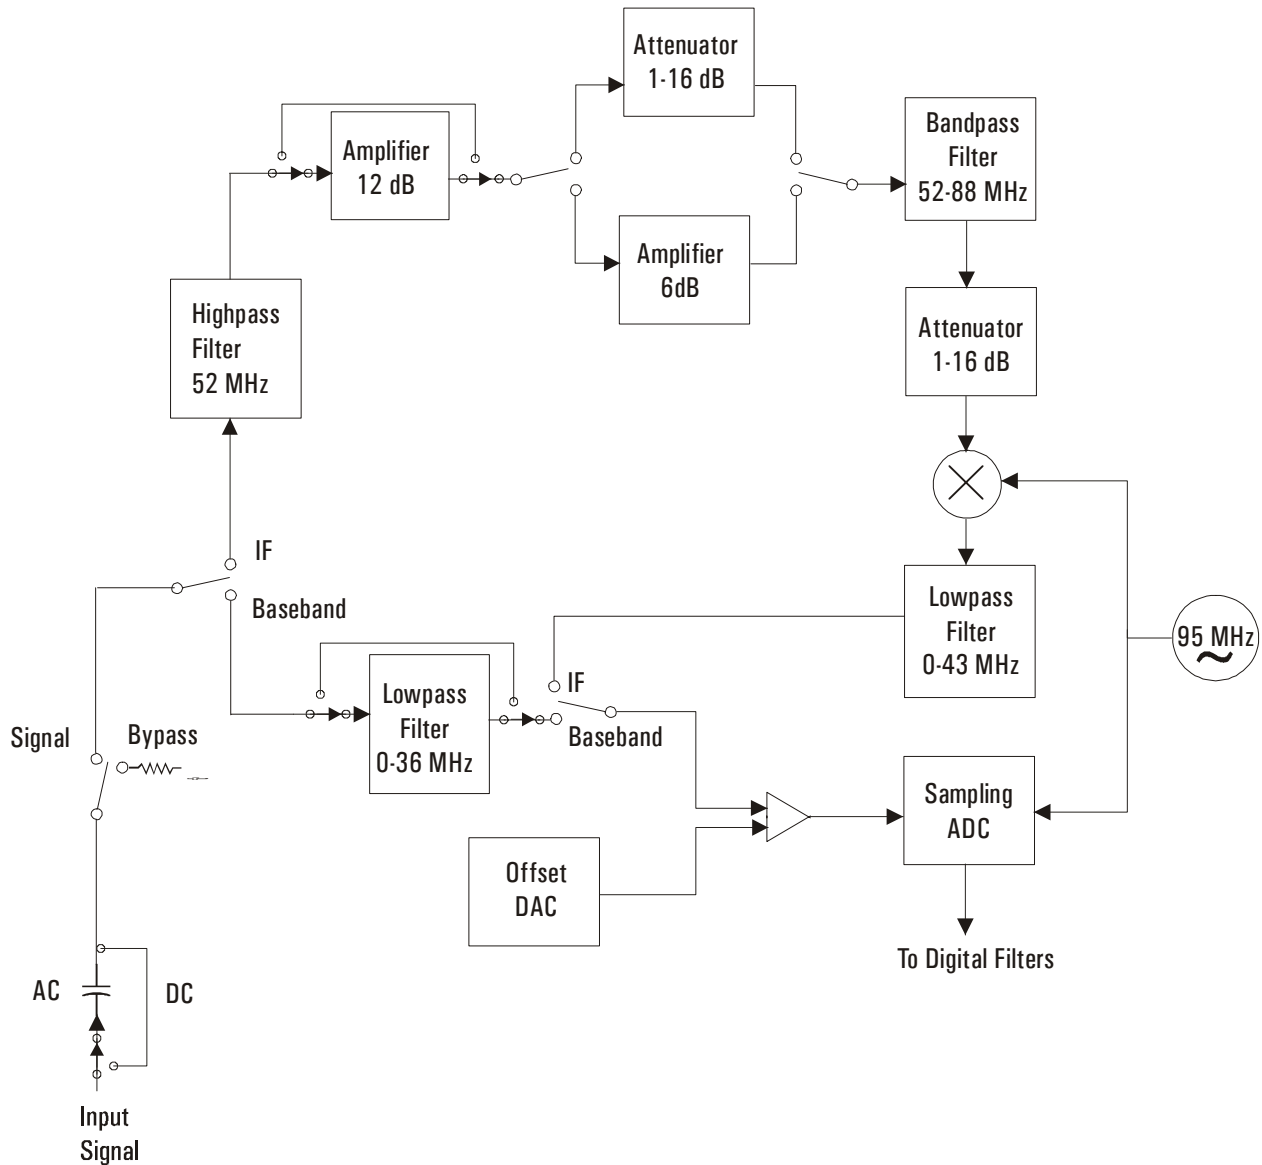 Attenuator
1-16 dB
Amplifier
12 dB
Bandpass
Filter
52-88 MHz
Amplifier
6dB
Highpass
Filter
52 MHz
Attenuator
1-16 dB
IF
Baseband
Lowpass
Filter
0-43 MHz
95 MHz
Lowpass
Filter
0-36 MHz
IF
Baseband
Signal
Bypass
Sampling
ADC
Offset
DAC
To Digital Filters
AC
DC
Input
Signal